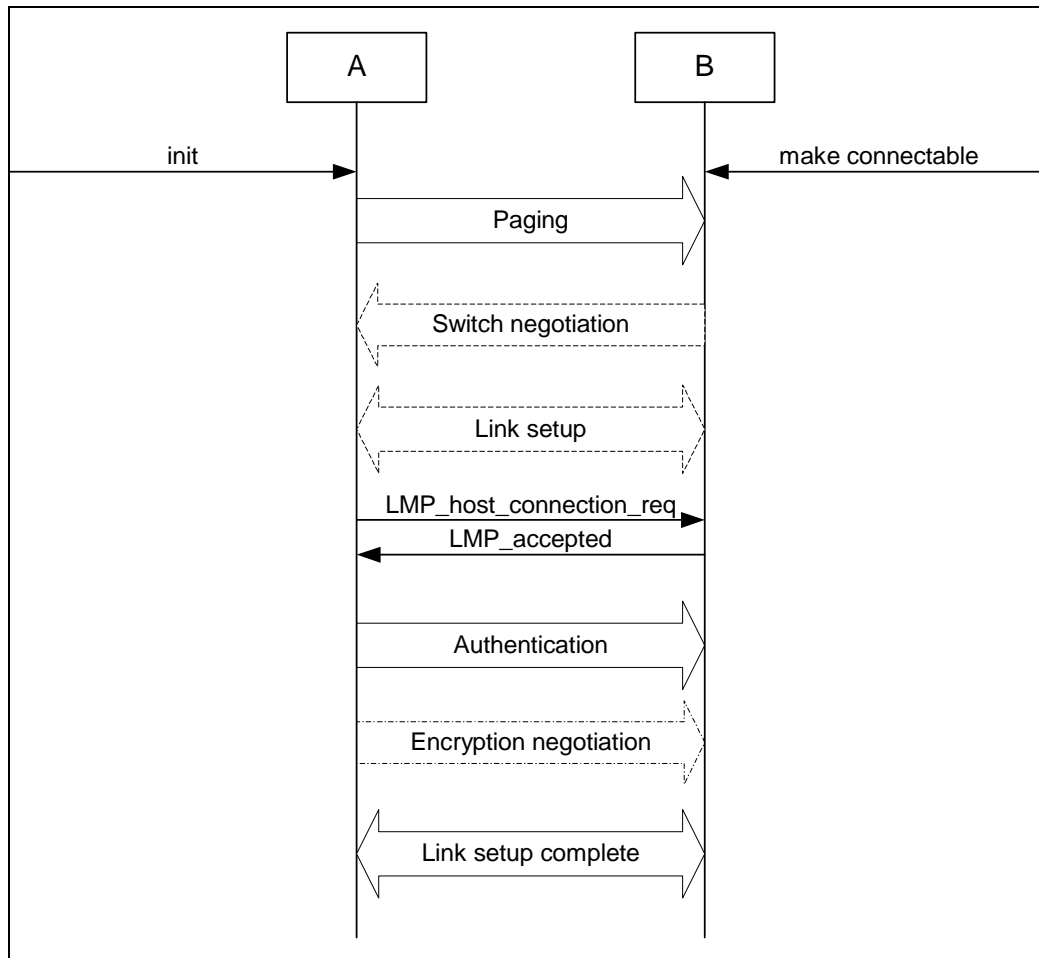 A
B
init
make connectable
Paging
Switch negotiation
Link setup
LMP_host_connection_req
LMP_accepted
Authentication
Encryption negotiation
Link setup complete